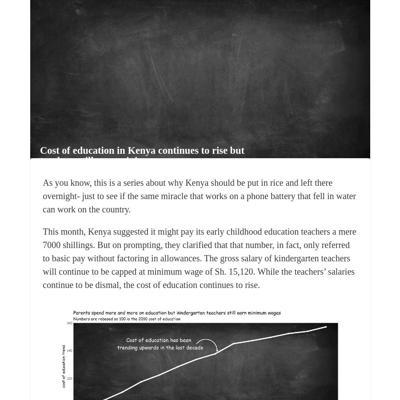 Cost of education in Kenya continues to rise but
As you know, this is a series about why Kenya should be put in rice and left there
overnight- just to see if the same miracle that works on a phone battery that fell in water
can work on the country.
This month, Kenya suggested it might pay its early childhood education teachers a mere
7000 shillings. But on prompting, they clarified that that number, in fact, only referred
to basic pay without factoring in allowances. The gross salary of kindergarten teachers
will continue to be capped at minimum wage of Sh. 15,120. While the teachers’ salaries
continue to be dismal, the cost of education continues to rise.
Parents spend more and more on education but kindergarten teachers still earn minimum wages
Numbers are rebased so 100 is the 2010 cost of education
Cost of education has been
trending upwards in the last decade
cost of education trend